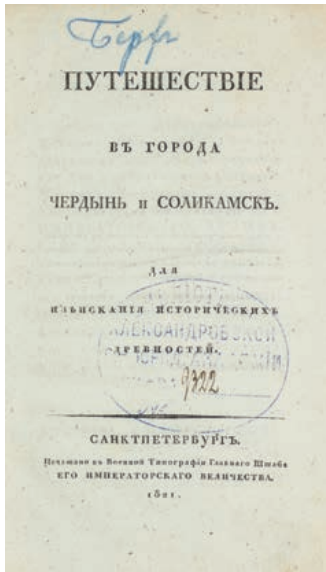 Берх
ПУТЕШЕСТВІЕ
ВЪ ГОРОДА
ЧЕРДЫНЬ и СОЛИКАМСКЪ.
ДЛЯ
ИЗЫСКАНІЯ ИСТОРИЧЕСКИХЪ
АЛЕКСАНДРОВСКОЙ
ДРЕВНОСТЕЙ.
9322
САНКТПЕТЕРБУРГЪ.
Печатано въ Военной Типографіи Главнаго Штаба
ЕГО ИМПЕРАТОРСКАГО ВЕЛИЧЕСТВА.
1821.